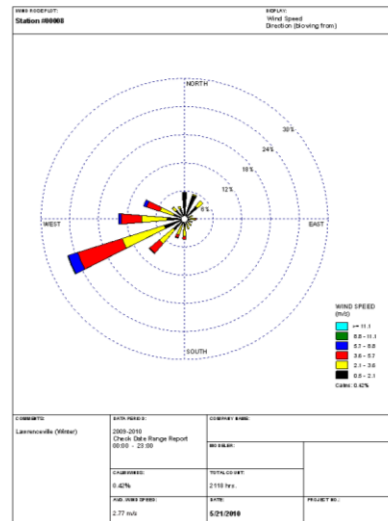 WIND ROSE PLOT:
Station #00000
DISPLAY:
Wind Speed
Direction (blowing from)
NORTH
30%
24%
18%
12%
6%
WEST
EAST
SOUTH
WIND SPEED
(m/s)
>= 11.1
8.8 - 11.1
5.7 - 8.8
3.6 - 5.7
2.1 - 3.6
0.5 - 2.1
Calms: 0.42%
COMMENTS:
Lawrenceville (Winter)
DATA PERIOD:
2009-2010
Check Date Range Report
00:00 - 23:00
COMPANY NAME:
MODELER:
CALM WINDS:
0.42%
TOTAL COUNT:
2110 hrs.
AVG. WIND SPEED:
2.77 m/s
DATE:
5/21/2010
PROJECT NO.: